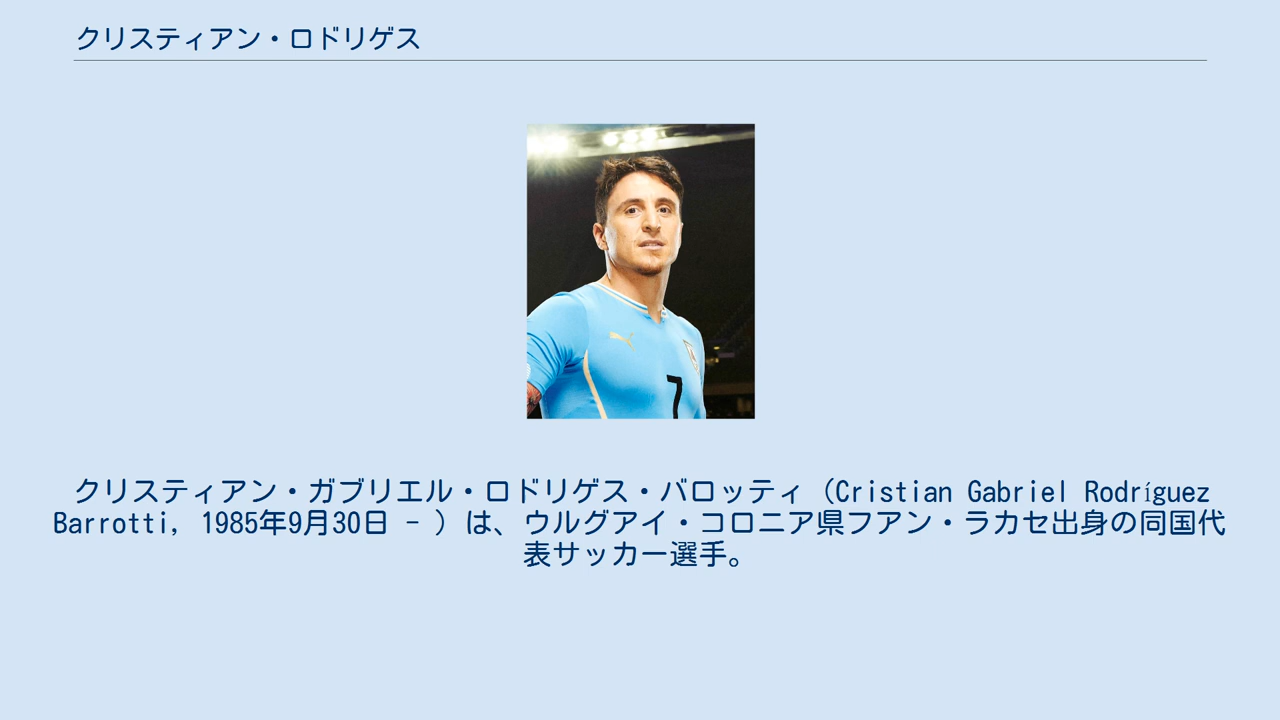 クリスティアン・ロドリゲス
7
クリスティアン・ガブリエル・ロドリゲス・バロッティ（Cristian Gabriel Rodríguez
Barrotti, 1985年9月30日 - ）は、ウルグアイ・コロニア県フアン・ラカセ出身の同国代
表サッカー選手。